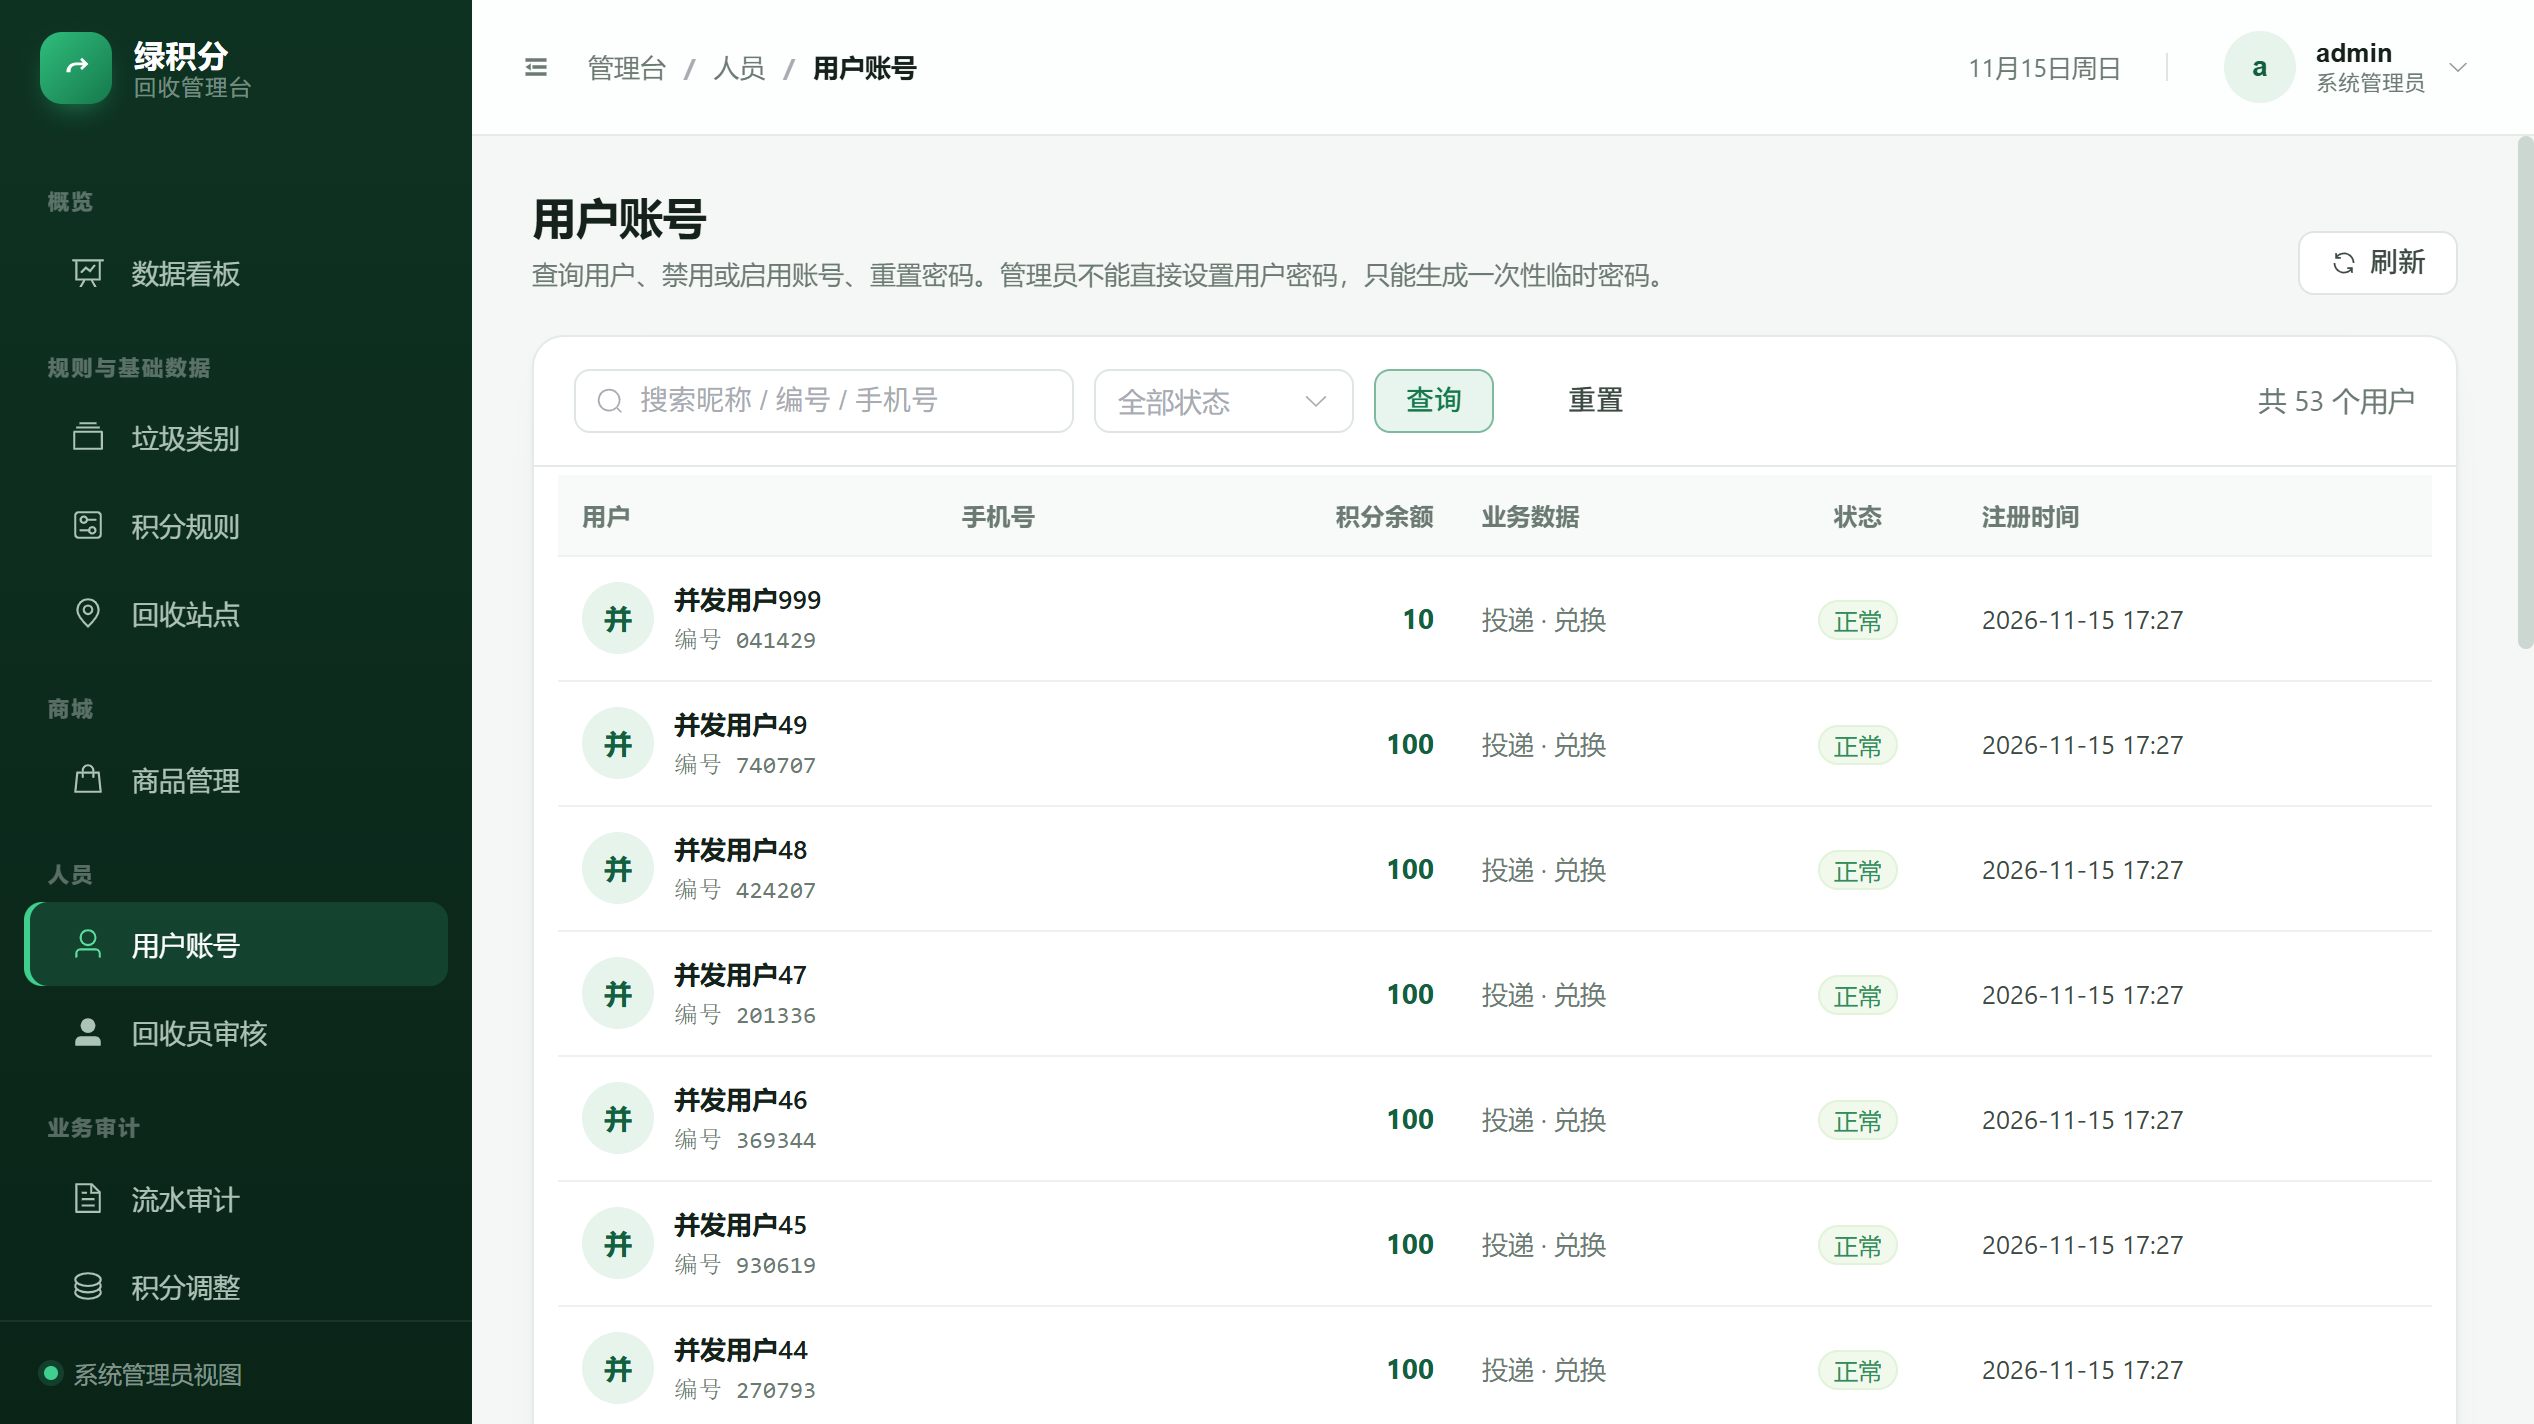 绿积分
回收管理台
概览
数据看板
规则与基础数据
垃圾类别
积分规则
回收站点
商城
商品管理
人员
用户账号
回收员审核
业务审计
流水审计
积分调整
系统管理员视图
管理台 / 人员 / 用户账号
11月15日周日
a
admin
系统管理员
用户账号
查询用户、禁用或启用账号、重置密码。管理员不能直接设置用户密码，只能生成一次性临时密码。
刷新
搜索昵称 / 编号 / 手机号
全部状态
查询
重置
共 53 个用户
用户 手机号 积分余额 业务数据 状态 注册时间
并 并发用户999 10 投递 · 兑换 正常 2026-11-15 17:27
编号 041429
并 并发用户49 100 投递 · 兑换 正常 2026-11-15 17:27
编号 740707
并 并发用户48 100 投递 · 兑换 正常 2026-11-15 17:27
编号 424207
并 并发用户47 100 投递 · 兑换 正常 2026-11-15 17:27
编号 201336
并 并发用户46 100 投递 · 兑换 正常 2026-11-15 17:27
编号 369344
并 并发用户45 100 投递 · 兑换 正常 2026-11-15 17:27
编号 930619
并 并发用户44 100 投递 · 兑换 正常 2026-11-15 17:27
编号 270793